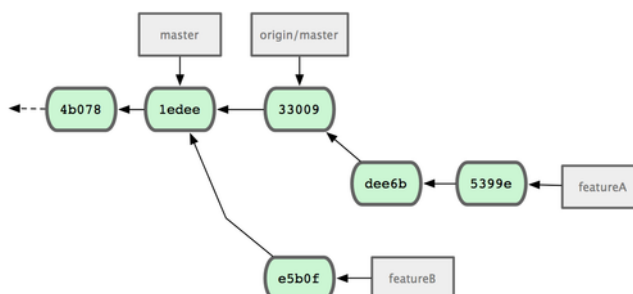 master
origin/master
4b078
1edee
33009
dee6b
5399e
featureA
e5b0f
featureB